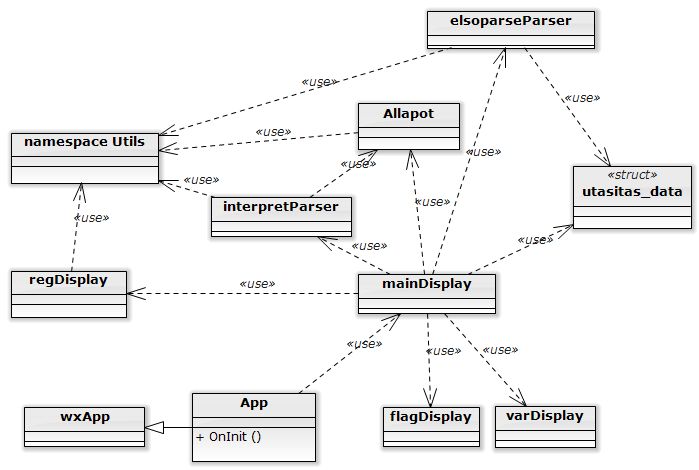 elsoparseParser
«use»
«use»
Allapot
«use»
namespace Utils
«use»
«use»
«struct»
utasitas_data
«use»
interpretParser
«use»
«use»
«use»
regDisplay
«use»
mainDisplay
«use»
«use»
«use»
App
wxApp
+ OnInit ()
flagDisplay
varDisplay